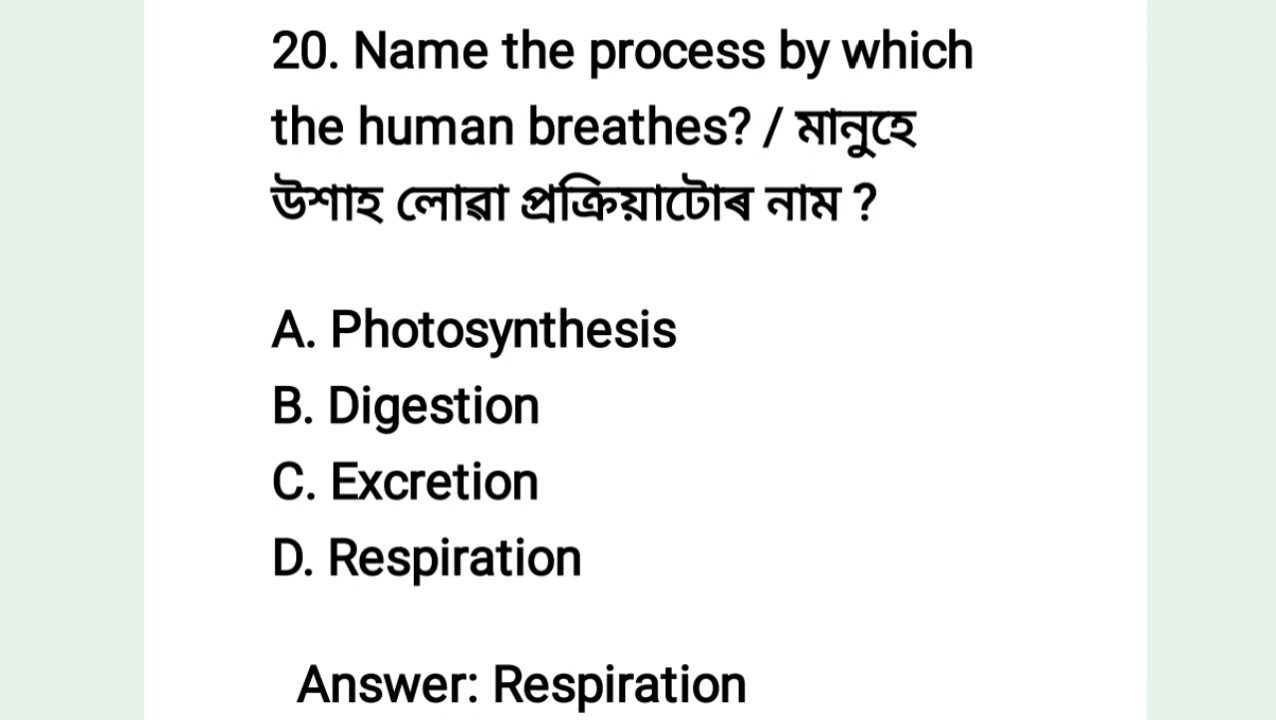 20. Name the process by which
the human breathes? / মানুহে
উশাহ লোৱা প্ৰক্ৰিয়াটোৰ নাম ?
A. Photosynthesis
B. Digestion
C. Excretion
D. Respiration
Answer: Respiration